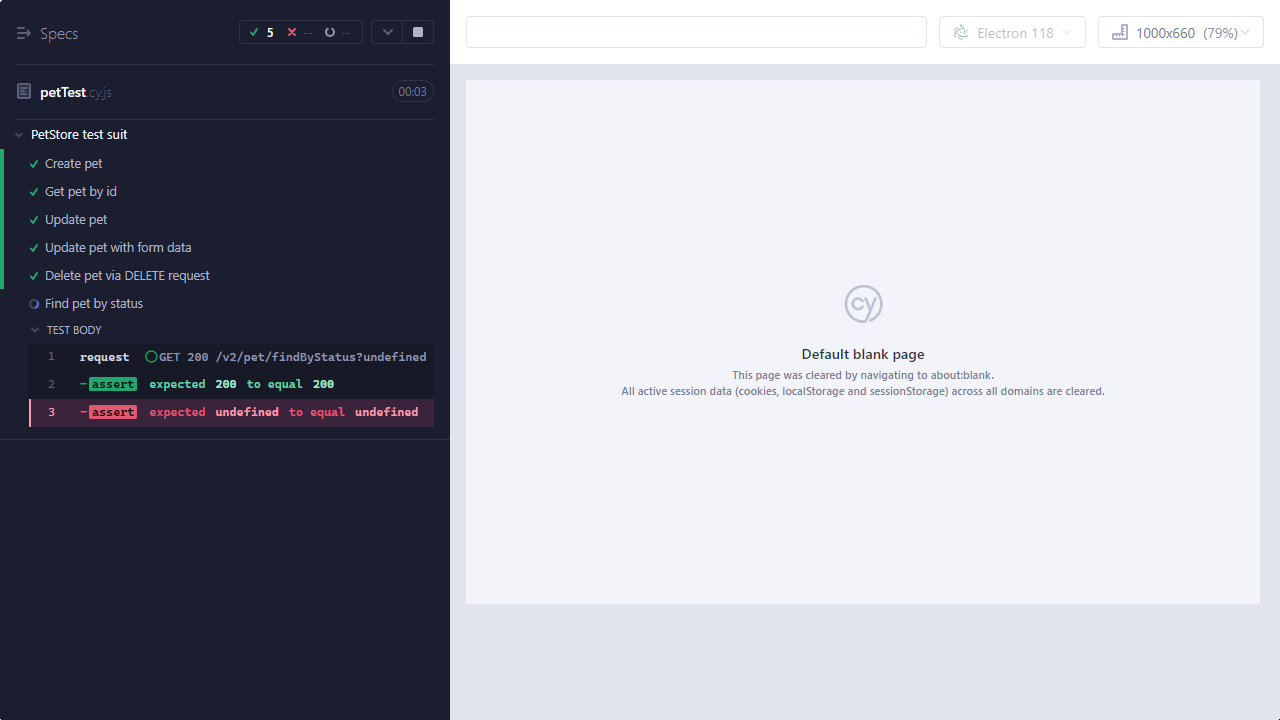 Specs
5 -- --
petTest.cy.js 00:03
PetStore test suit
Create pet
Get pet by id
Update pet
Update pet with form data
Delete pet via DELETE request
Find pet by status
TEST BODY
1 request GET 200 /v2/pet/findByStatus?undefined
2 -assert expected 200 to equal 200
3 -assert expected undefined to equal undefined
Electron 118
1000x660 (79%)
cy
Default blank page
This page was cleared by navigating to about:blank.
All active session data (cookies, localStorage and sessionStorage) across all domains are cleared.